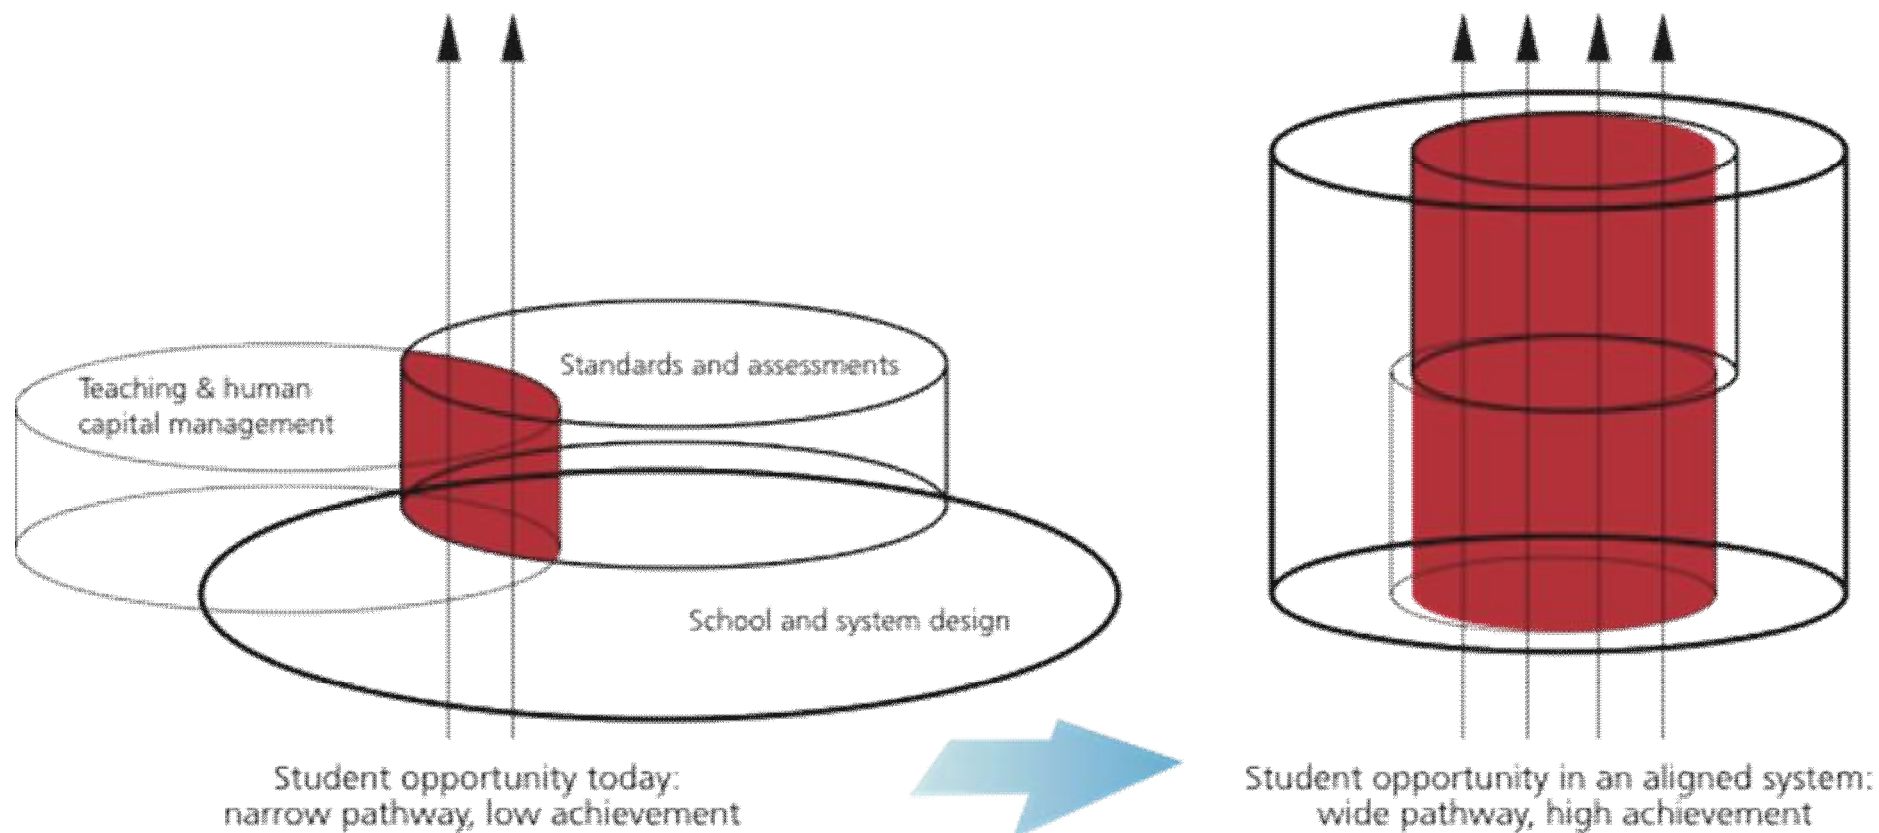 Teaching & human
capital management
Standards and assessments
School and system design
Student opportunity today:
narrow pathway, low achievement
Student opportunity in an aligned system:
wide pathway, high achievement